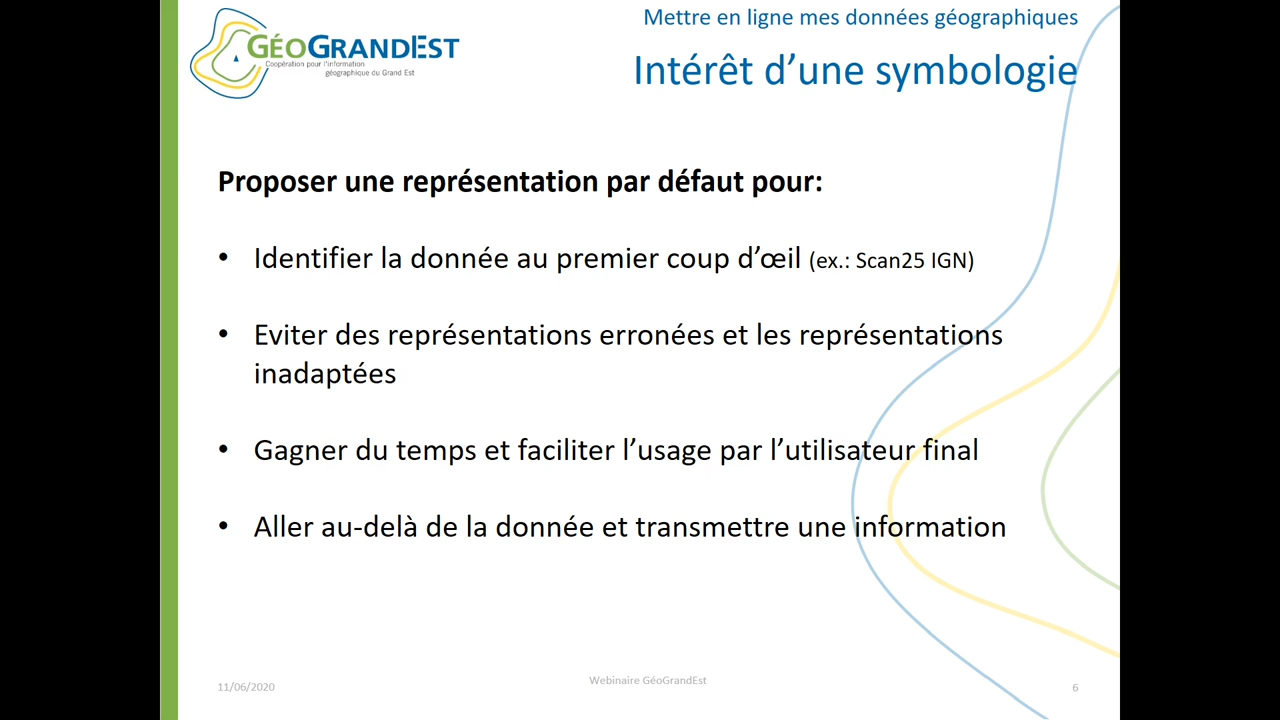 GÉOGRANDEST
Coopération pour l'information
géographique du Grand Est
Mettre en ligne mes données géographiques
Intérêt d’une symbologie
Proposer une représentation par défaut pour:
• Identifier la donnée au premier coup d’œil (ex.: Scan25 IGN)
• Eviter des représentations erronées et les représentations
inadaptées
• Gagner du temps et faciliter l’usage par l’utilisateur final
• Aller au-delà de la donnée et transmettre une information
11/06/2020
Webinaire GéoGrandEst
6